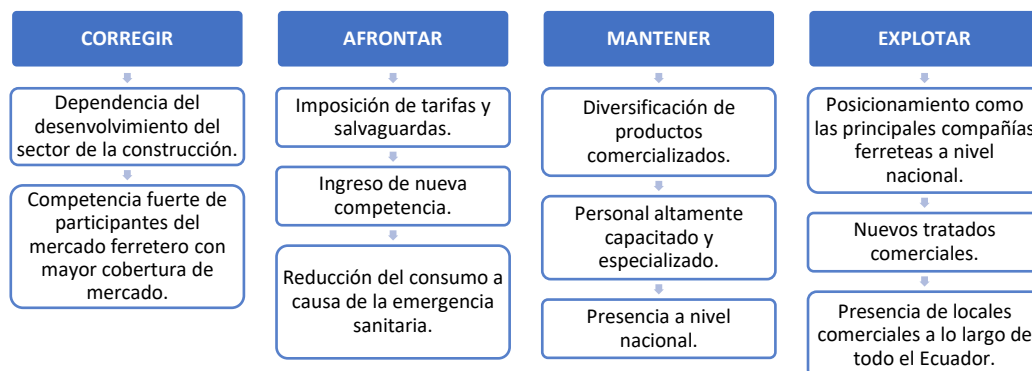 CORREGIR
Dependencia del
desenvolvimiento del
sector de la construcción.
Competencia fuerte de
participantes del
mercado ferretero con
mayor cobertura de
mercado.
AFRONTAR
Imposición de tarifas y
salvaguardas.
Ingreso de nueva
competencia.
Reducción del consumo a
causa de la emergencia
sanitaria.
MANTENER
Diversificación de
productos
comercializados.
Personal altamente
capacitado y
especializado.
Presencia a nivel
nacional.
EXPLOTAR
Posicionamiento como
las principales compañías
ferreteas a nivel
nacional.
Nuevos tratados
comerciales.
Presencia de locales
comerciales a lo largo de
todo el Ecuador.